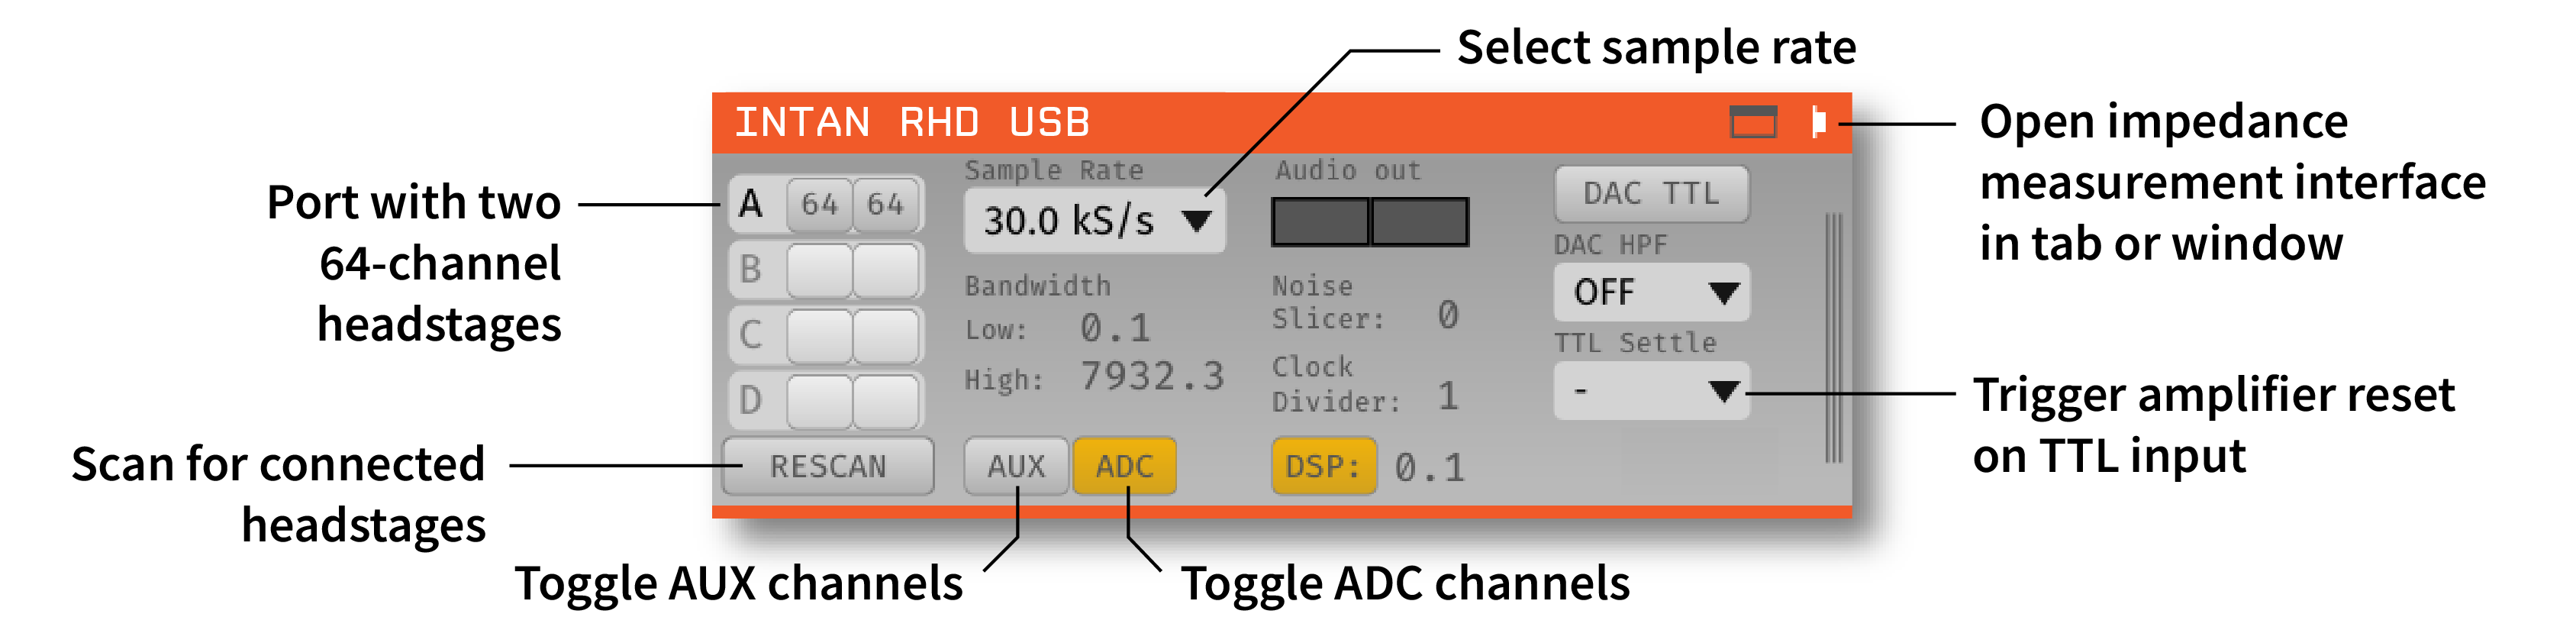 Select sample rate
INTAN RHD USB
Open impedance
measurement interface
in tab or window
Port with two
64-channel
headstages
A 64 64
B
C
D
RESCAN
Scan for connected
headstages
Sample Rate
30.0 kS/s
Bandwidth
Low: 0.1
High: 7932.3
AUX ADC
Audio out
Noise
Slicer: 0
Clock
Divider: 1
DSP: 0.1
DAC TTL
DAC HPF
OFF
TTL Settle
-
Trigger amplifier reset
on TTL input
Toggle AUX channels
Toggle ADC channels